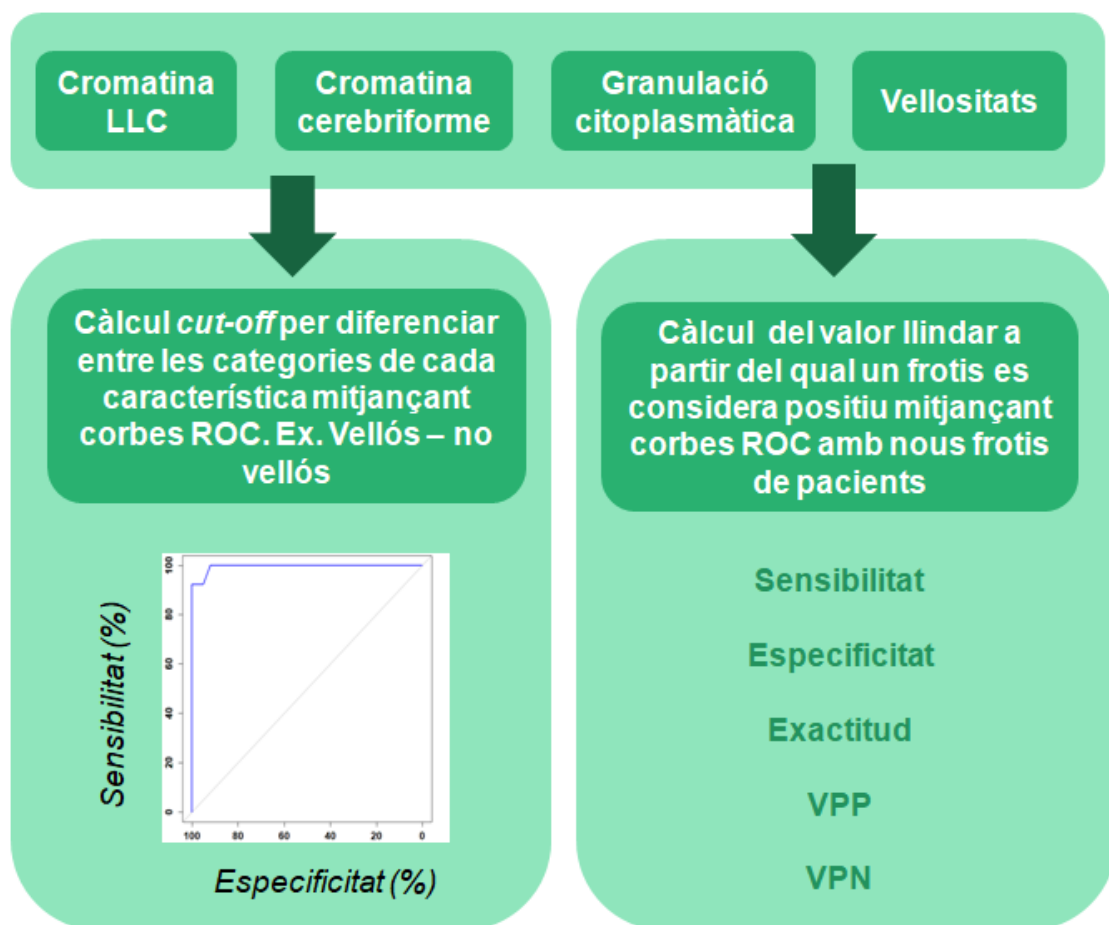 Cromatina
LLC
Cromatina
cerebriforme
Granulació
citoplasmàtica
Vellositats
Càlcul cut-off per diferenciar
entre les categories de cada
característica mitjançant
corbes ROC. Ex. Vellós – no
vellós
Sensibilitat (%)
100
80
60
40
20
0
100 80 60 40 20 0
Especificitat (%)
Càlcul del valor llindar a
partir del qual un frotis es
considera positiu mitjançant
corbes ROC amb nous frotis
de pacients
Sensibilitat
Especificitat
Exactitud
VPP
VPN